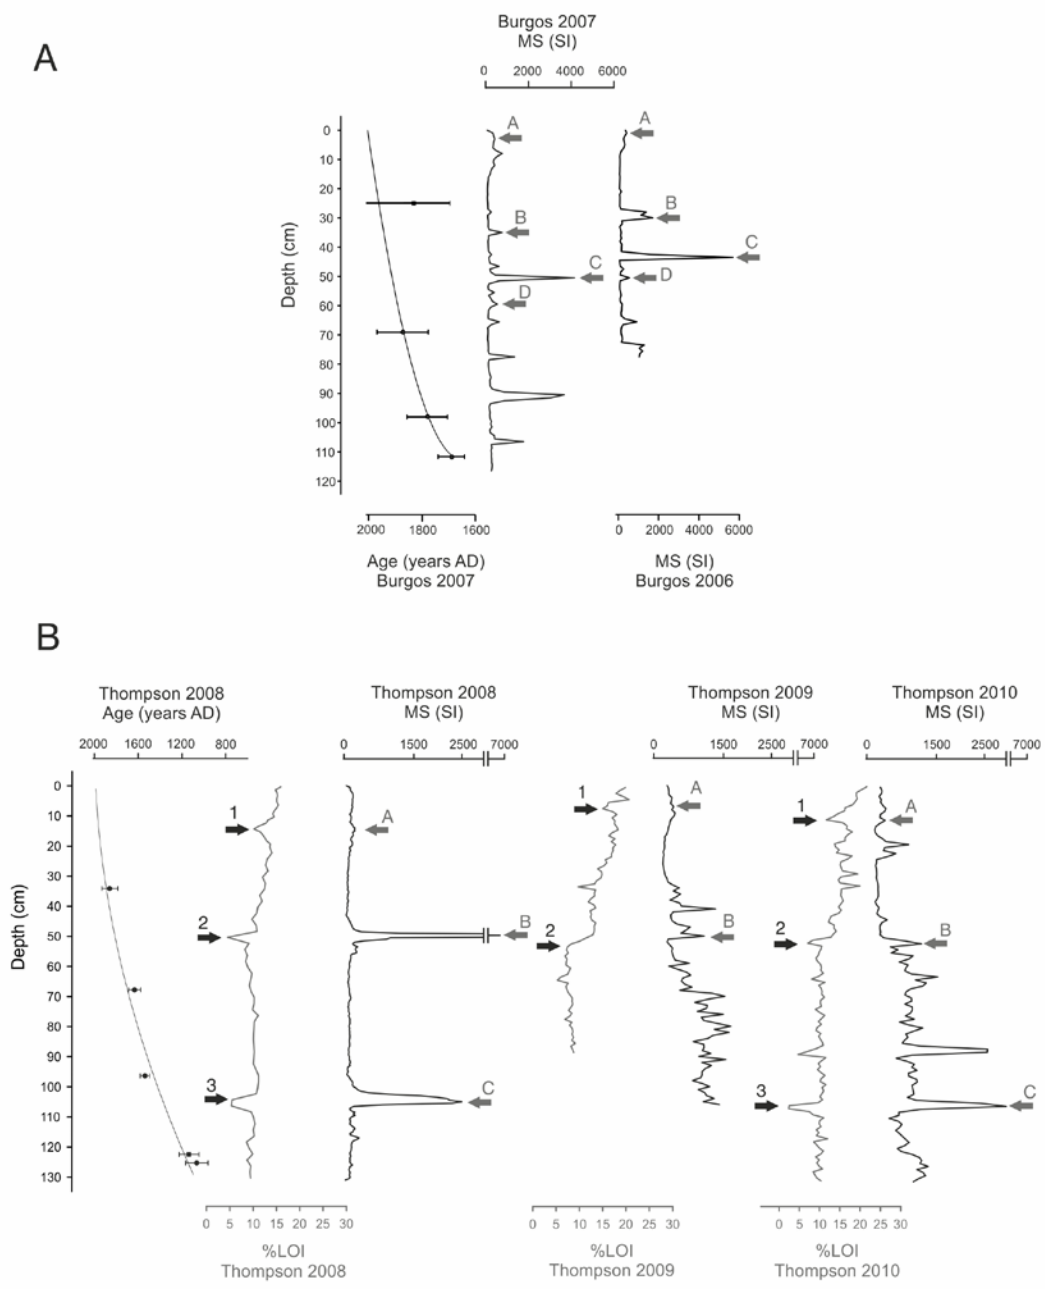 A
Burgos 2007
MS (SI)
0 2000 4000 6000
Depth (cm)
0
10
20
30
40
50
60
70
80
90
100
110
120
A
B
C
D
A
B
C
D
2000 1800 1600
Age (years AD)
Burgos 2007
0 2000 4000 6000
MS (SI)
Burgos 2006
B
Thompson 2008
Age (years AD)
2000 1600 1200 800
Thompson 2008
MS (SI)
0 1500 2500 7000
Thompson 2009
MS (SI)
0 1500 2500 7000
Thompson 2010
MS (SI)
0 1500 2500 7000
Depth (cm)
0
10
20
30
40
50
60
70
80
90
100
110
120
130
1
2
3
A
B
C
1
2
A
B
1
2
3
A
B
C
0 5 10 15 20 25 30
%LOI
Thompson 2008
0 5 10 15 20 25 30
%LOI
Thompson 2009
0 5 10 15 20 25 30
%LOI
Thompson 2010